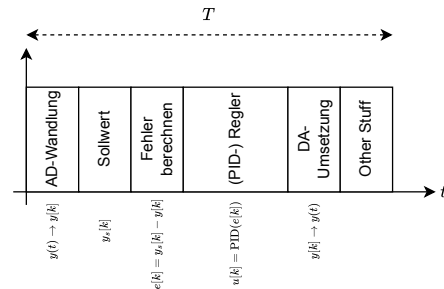 T
AD-Wandlung
Sollwert
Fehler
berechnen
(PID-) Regler
DA-
Umsetzung
Other Stuff
t
y(t) → y[k]
y_s[k]
e[k] = y_s[k] − y[k]
u[k] = PID(e[k])
y[k] → y(t)